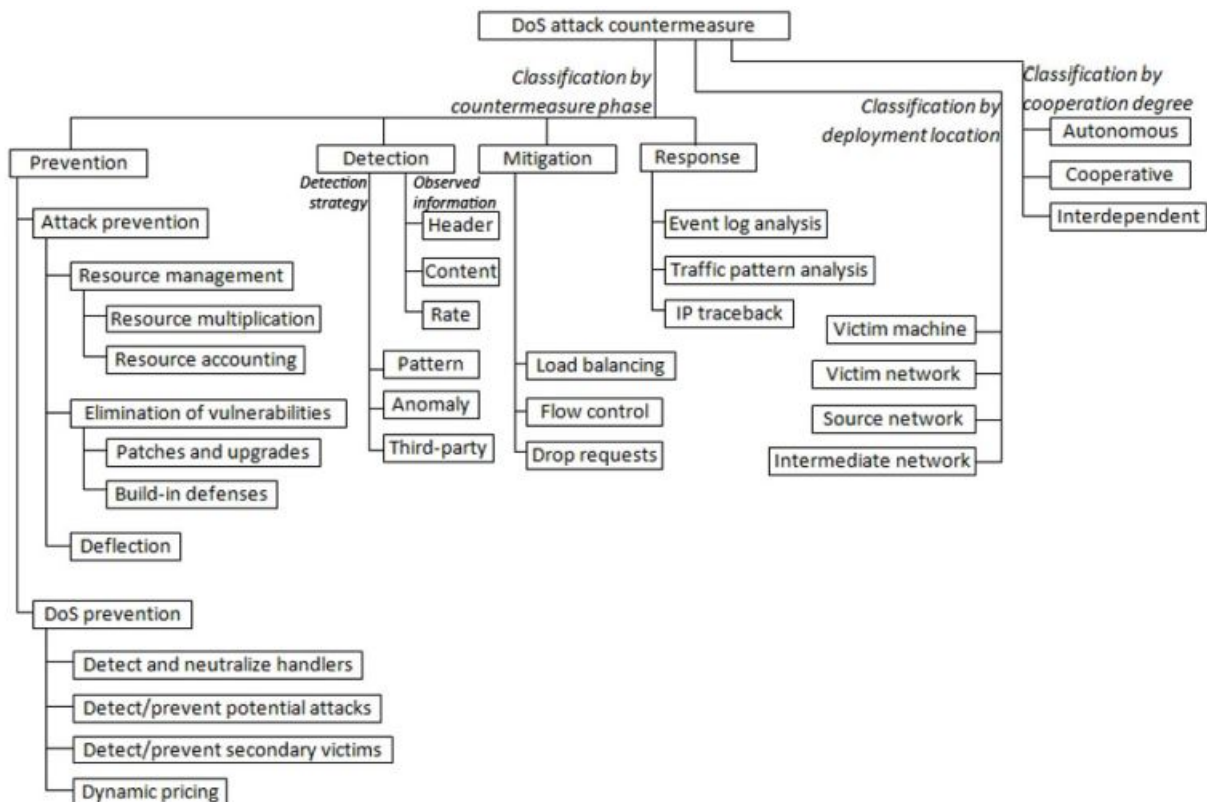 DoS attack countermeasure
Classification by
countermeasure phase
Classification by
deployment location
Classification by
cooperation degree
Autonomous
Cooperative
Interdependent
Prevention
Detection
Mitigation
Response
Detection
strategy
Observed
information
Attack prevention
Resource management
Resource multiplication
Resource accounting
Elimination of vulnerabilities
Patches and upgrades
Build-in defenses
Deflection
DoS prevention
Detect and neutralize handlers
Detect/prevent potential attacks
Detect/prevent secondary victims
Dynamic pricing
Header
Content
Rate
Pattern
Anomaly
Third-party
Load balancing
Flow control
Drop requests
Event log analysis
Traffic pattern analysis
IP traceback
Victim machine
Victim network
Source network
Intermediate network